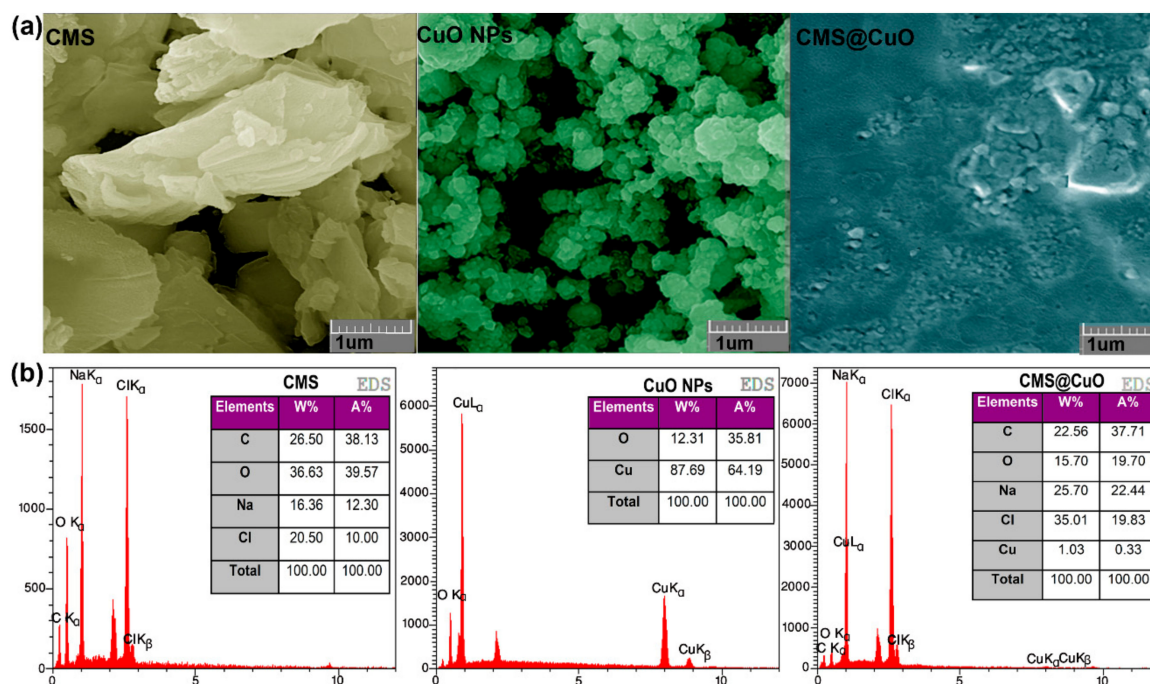 (a)
CMS
CuO NPs
CMS@CuO
1
1um
1um
1um
(b)
CMS
EDS
NaKα
ClKα
O Kα
C Kα
ClKβ
1500
1000
500
0
0
5
10
Elements W% A%
C 26.50 38.13
O 36.63 39.57
Na 16.36 12.30
Cl 20.50 10.00
Total 100.00 100.00
CuO NPs
EDS
CuLα
O Kα
CuKα
CuKβ
6000
5000
4000
3000
2000
1000
0
0
5
10
Elements W% A%
O 12.31 35.81
Cu 87.69 64.19
Total 100.00 100.00
CMS@CuO
EDS
NaKα
ClKα
CuLα
O Kα
C Kα
ClKβ
CuKα CuKβ
7000
6000
5000
4000
3000
2000
1000
0
0
5
10
Elements W% A%
C 22.56 37.71
O 15.70 19.70
Na 25.70 22.44
Cl 35.01 19.83
Cu 1.03 0.33
Total 100.00 100.00